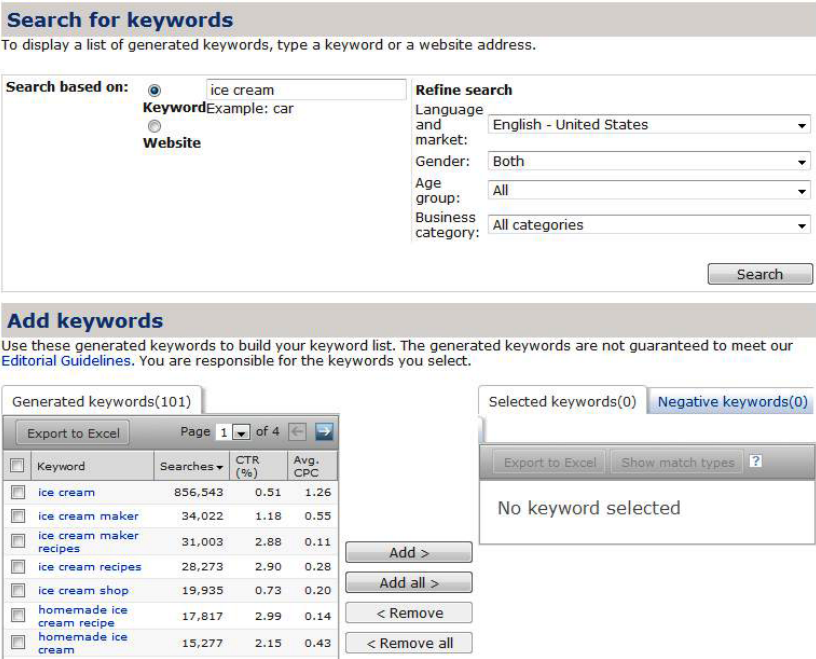 Search for keywords
To display a list of generated keywords, type a keyword or a website address.
Search based on:
Keyword
ice cream
Example: car
Website
Refine search
Language
and
market:
English - United States
Gender:
Both
Age
group:
All
Business
category:
All categories
Search
Add keywords
Use these generated keywords to build your keyword list. The generated keywords are not guaranteed to meet our
Editorial Guidelines. You are responsible for the keywords you select.
Generated keywords(101)
Export to Excel Page 1 of 4
Keyword Searches CTR (%) Avg. CPC
ice cream 856,543 0.51 1.26
ice cream maker 34,022 1.18 0.55
ice cream maker
recipes 31,003 2.88 0.11
ice cream recipes 28,273 2.90 0.28
ice cream shop 19,935 0.73 0.20
homemade ice
cream recipe 17,817 2.99 0.14
homemade ice
cream 15,277 2.15 0.43
Add >
Add all >
< Remove
< Remove all
Selected keywords(0) Negative keywords(0)
Export to Excel Show match types ?
No keyword selected